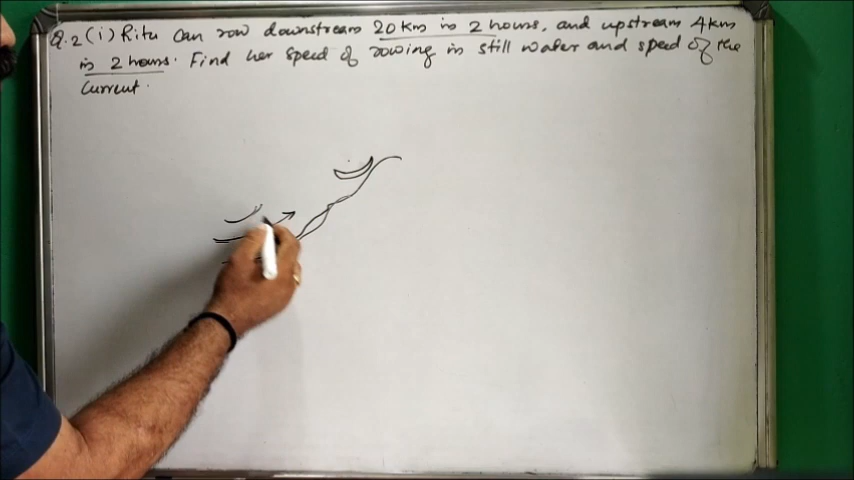 Q.2 (i) Ritu can row downstream 20 km in 2 hours, and upstream 4 km
in 2 hours. Find her speed of rowing in still water and speed of the
current.